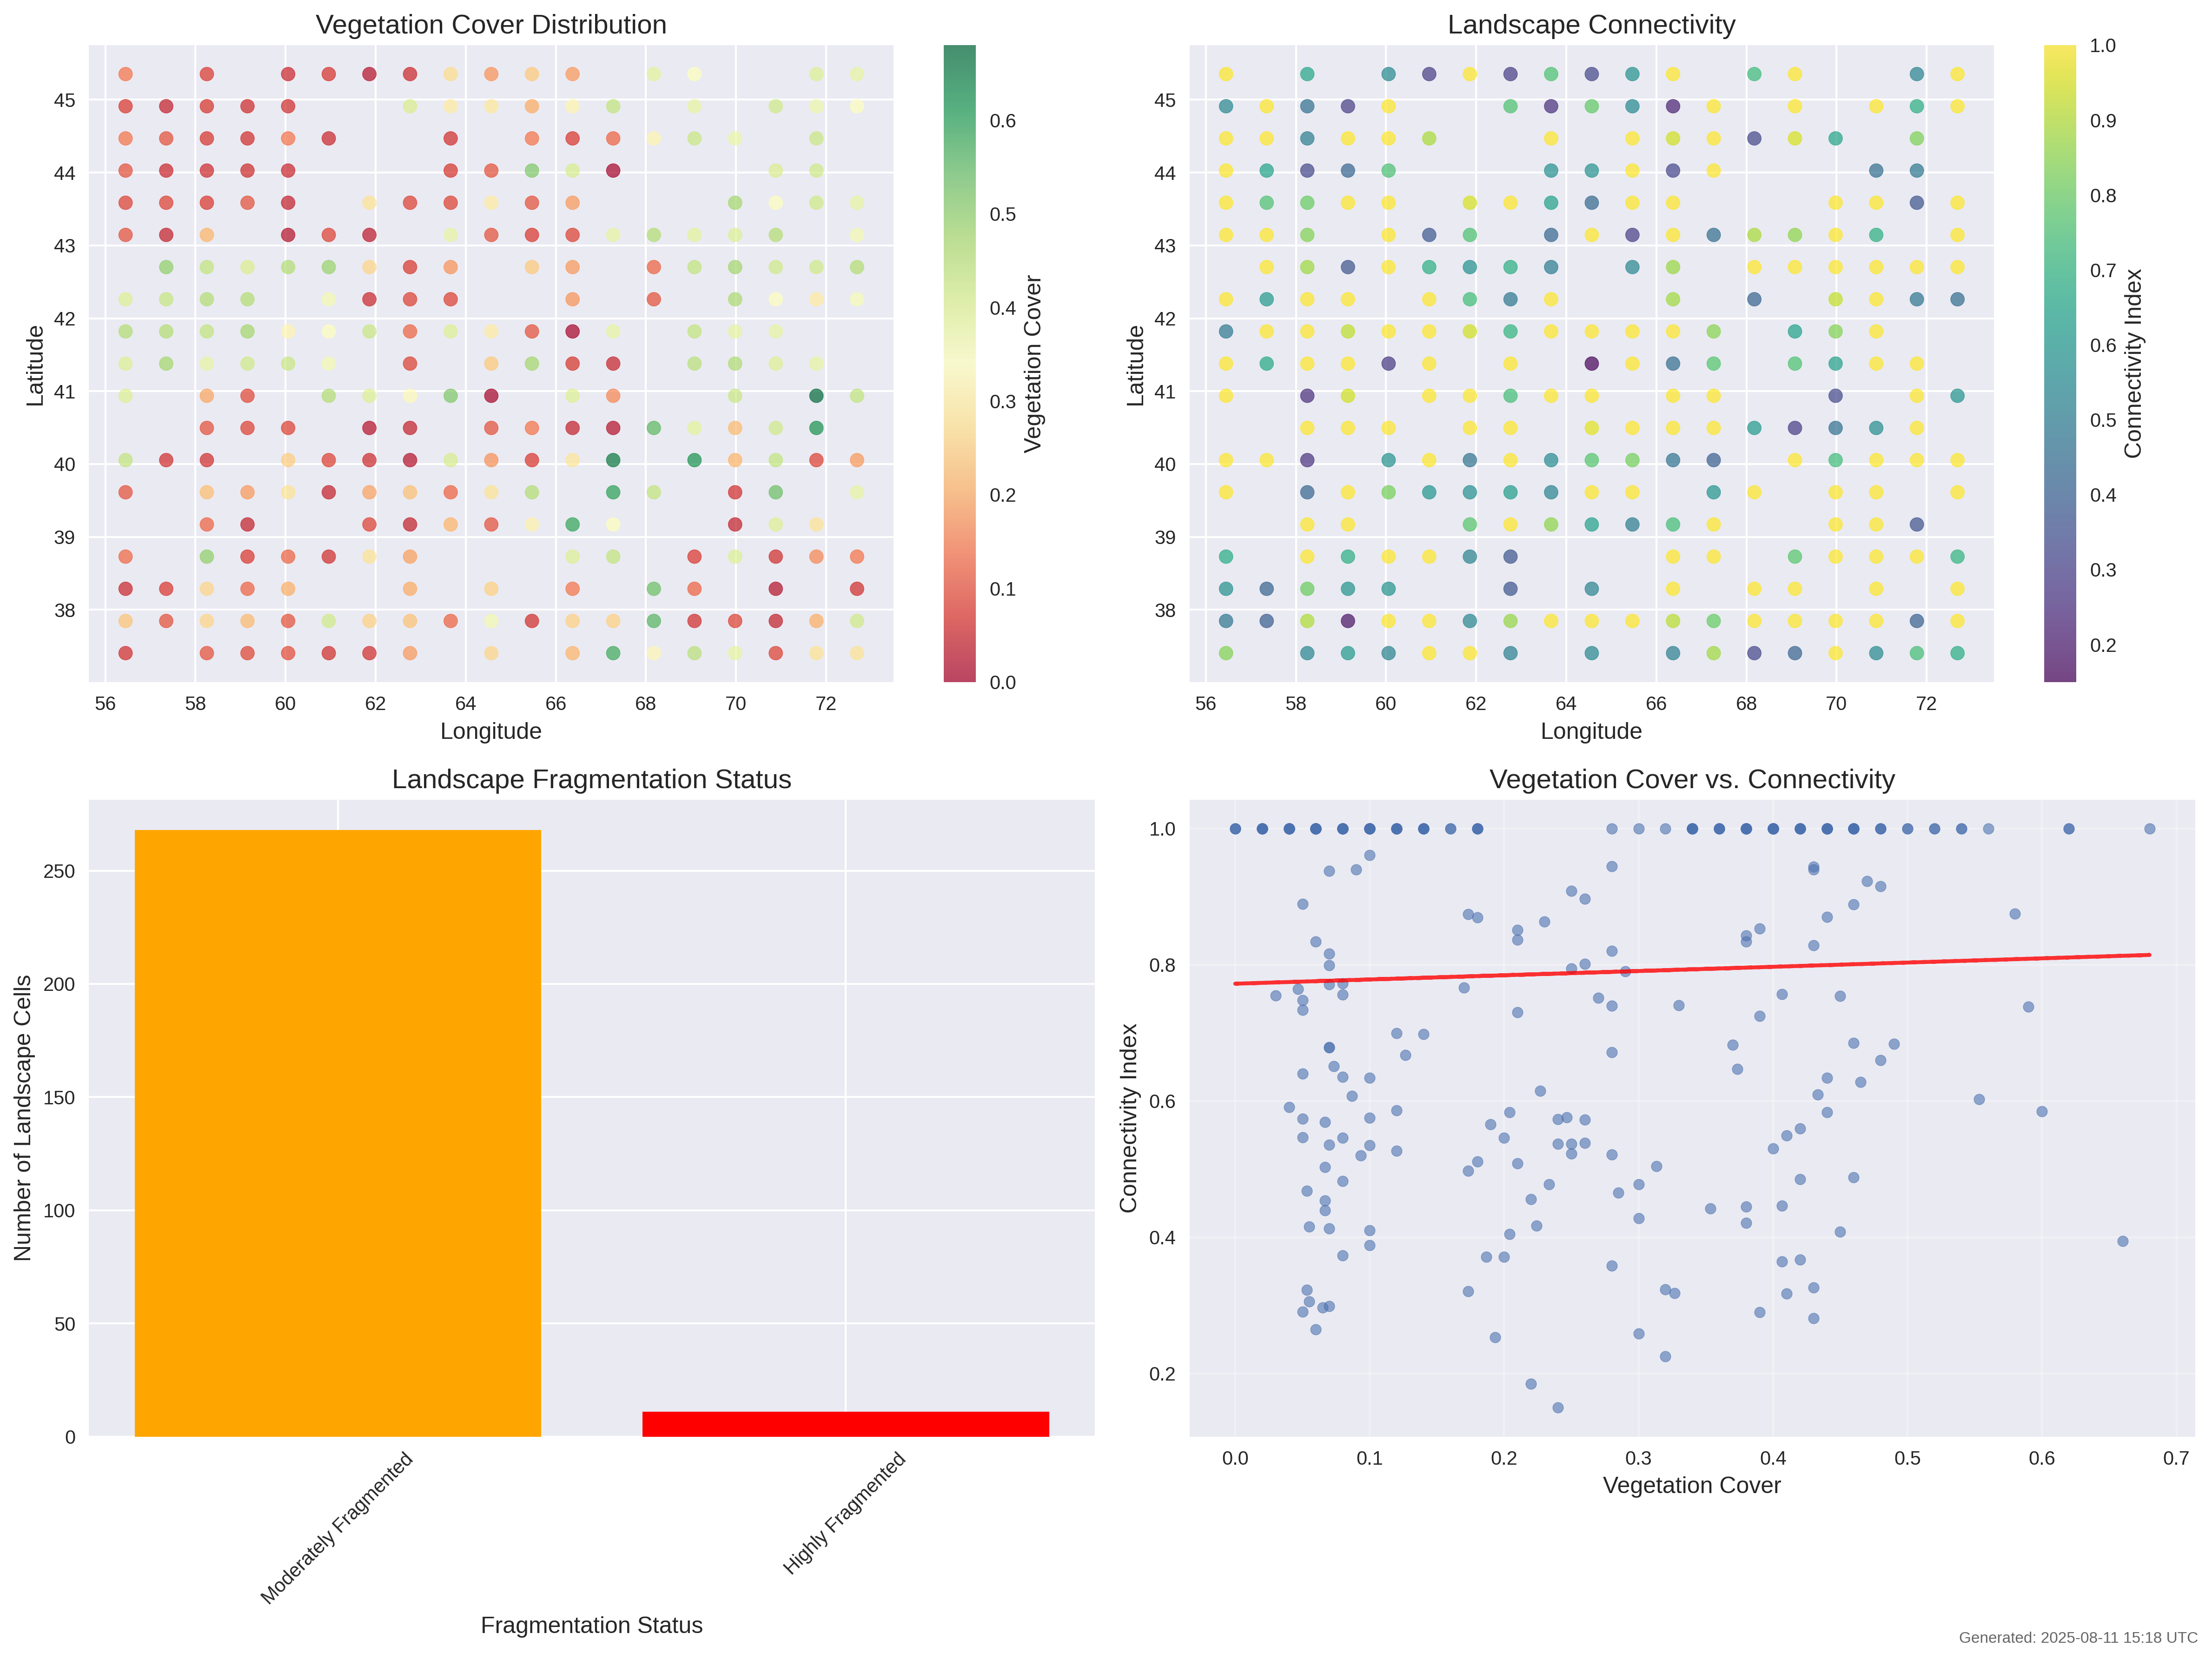 Vegetation Cover Distribution
45
44
43
42
41
40
39
38
Latitude
56 58 60 62 64 66 68 70 72
Longitude
0.6
0.5
0.4
0.3
0.2
0.1
0.0
Vegetation Cover
Landscape Connectivity
45
44
43
42
41
40
39
38
Latitude
56 58 60 62 64 66 68 70 72
Longitude
1.0
0.9
0.8
0.7
0.6
0.5
0.4
0.3
0.2
Connectivity Index
Landscape Fragmentation Status
250
200
150
100
50
0
Number of Landscape Cells
Moderately Fragmented
Highly Fragmented
Fragmentation Status
Vegetation Cover vs. Connectivity
1.0
0.8
0.6
0.4
0.2
Connectivity Index
0.0 0.1 0.2 0.3 0.4 0.5 0.6 0.7
Vegetation Cover
Generated: 2025-08-11 15:18 UTC